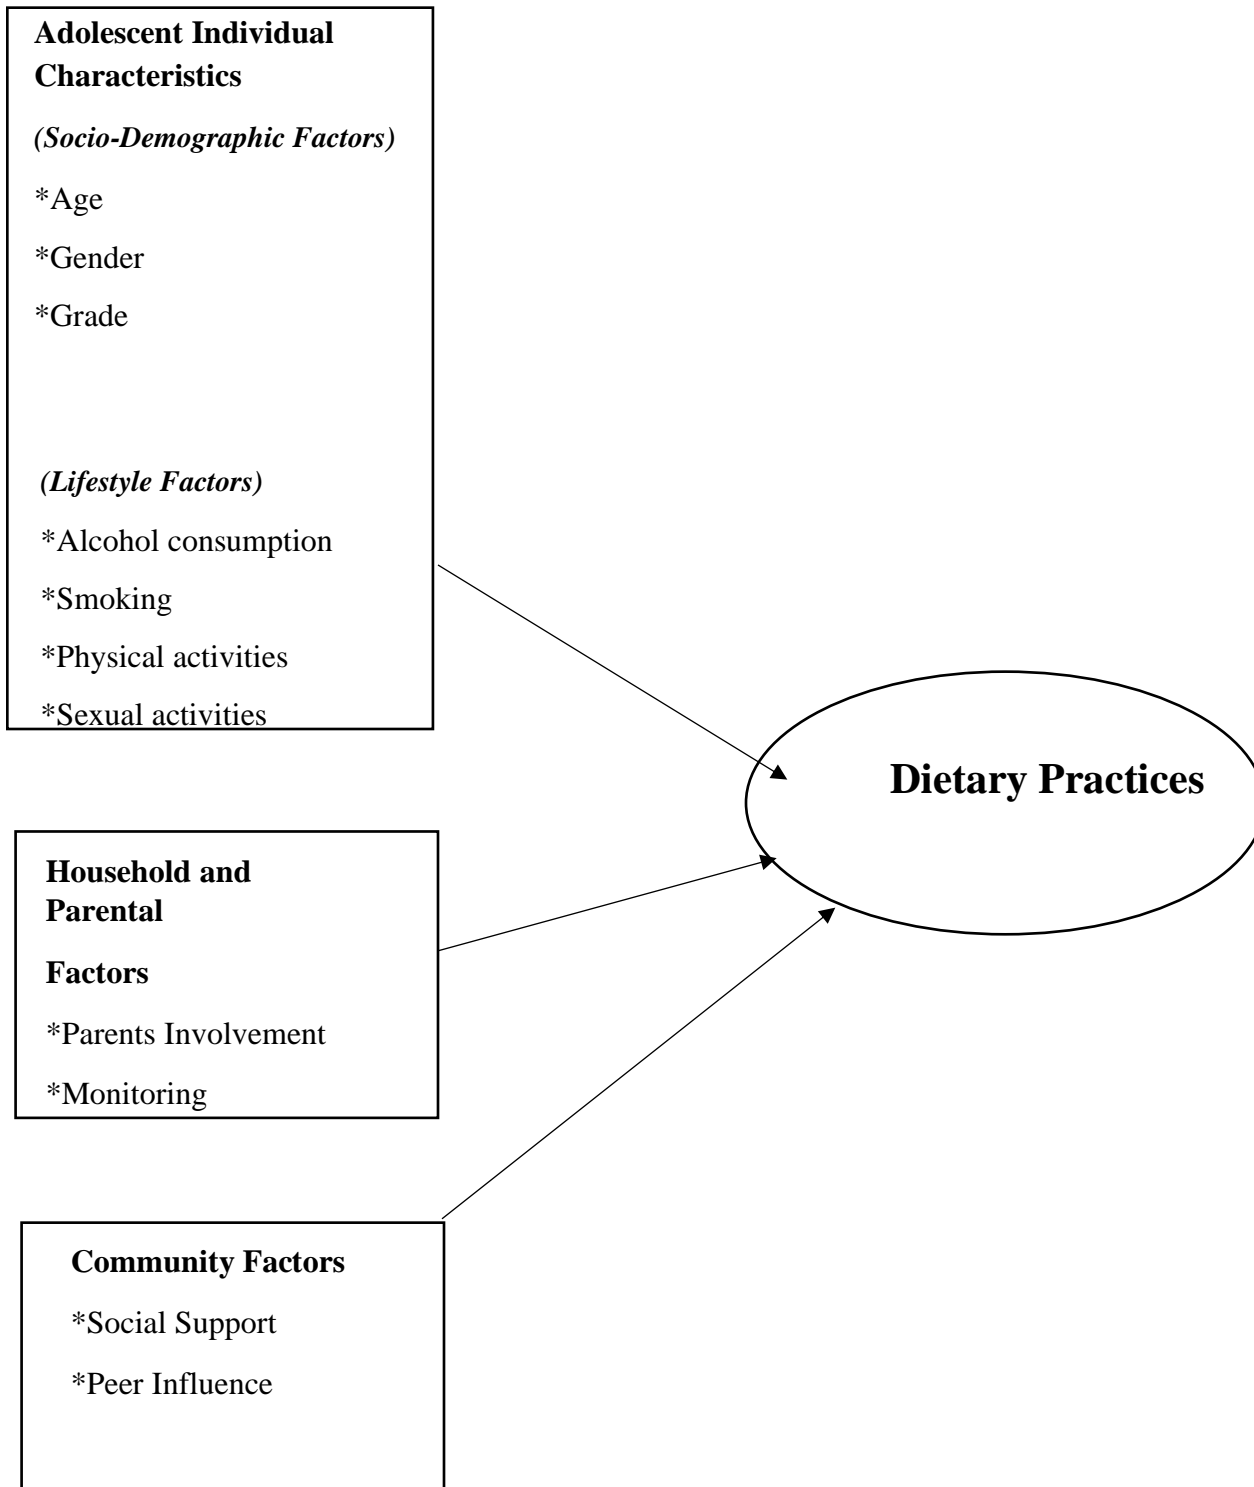 Adolescent Individual
Characteristics
(Socio-Demographic Factors)
*Age
*Gender
*Grade
(Lifestyle Factors)
*Alcohol consumption
*Smoking
*Physical activities
*Sexual activities
Dietary Practices
Household and
Parental
Factors
*Parents Involvement
*Monitoring
Community Factors
*Social Support
*Peer Influence